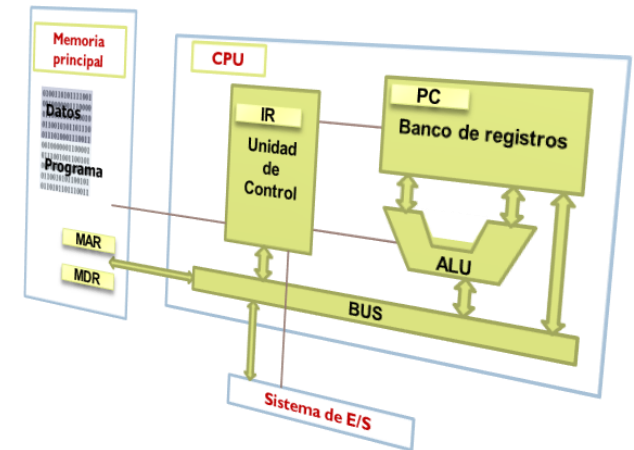 Memoria
principal
Datos
Programa
MAR
MDR
CPU
IR
Unidad
de
Control
PC
Banco de registros
ALU
BUS
Sistema de E/S